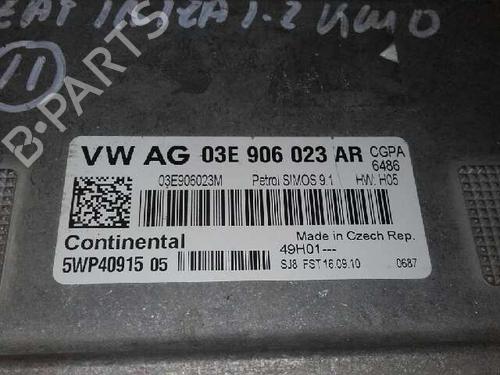 SEAT IBIZA 1.2
11
B-PARTS
VW AG 03E 906 023 AR CGPA
6486
03E906023M Petrol SIMOS 9.1 HW: H05
Continental Made in Czech Rep.
49H01---
5WP40915 05 SJ8 FST 16.09.10 0687